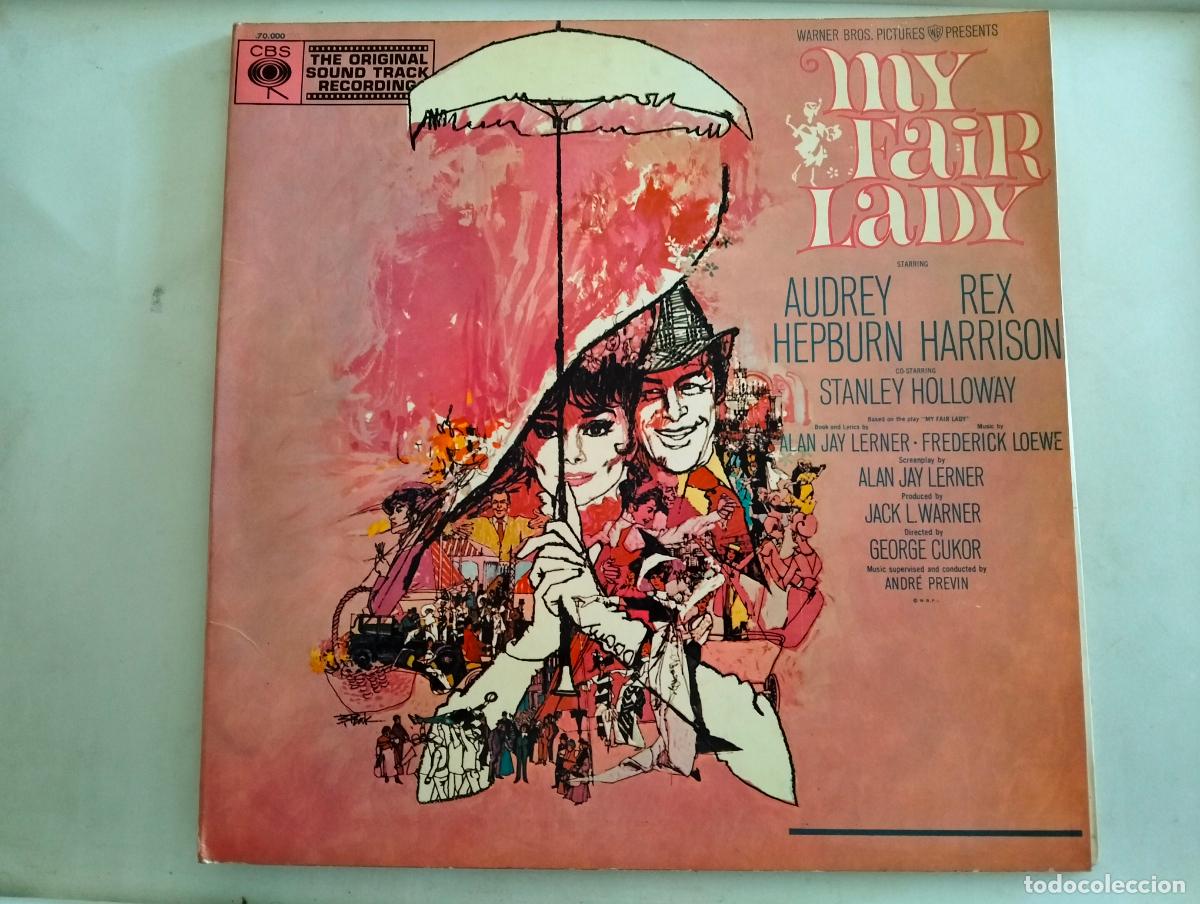 70.000
CBS
THE ORIGINAL
SOUND TRACK
RECORDING
WARNER BROS. PICTURES WB PRESENTS
MY
FAIR
LADY
STARRING
AUDREY REX
HEPBURN HARRISON
CO-STARRING
STANLEY HOLLOWAY
Based on the play "MY FAIR LADY"
Book and Lyrics by Music by
ALAN JAY LERNER · FREDERICK LOEWE
Screenplay by
ALAN JAY LERNER
Produced by
JACK L. WARNER
Directed by
GEORGE CUKOR
Music supervised and conducted by
ANDRÉ PREVIN
© W.B.P.
B Peak
todocoleccion